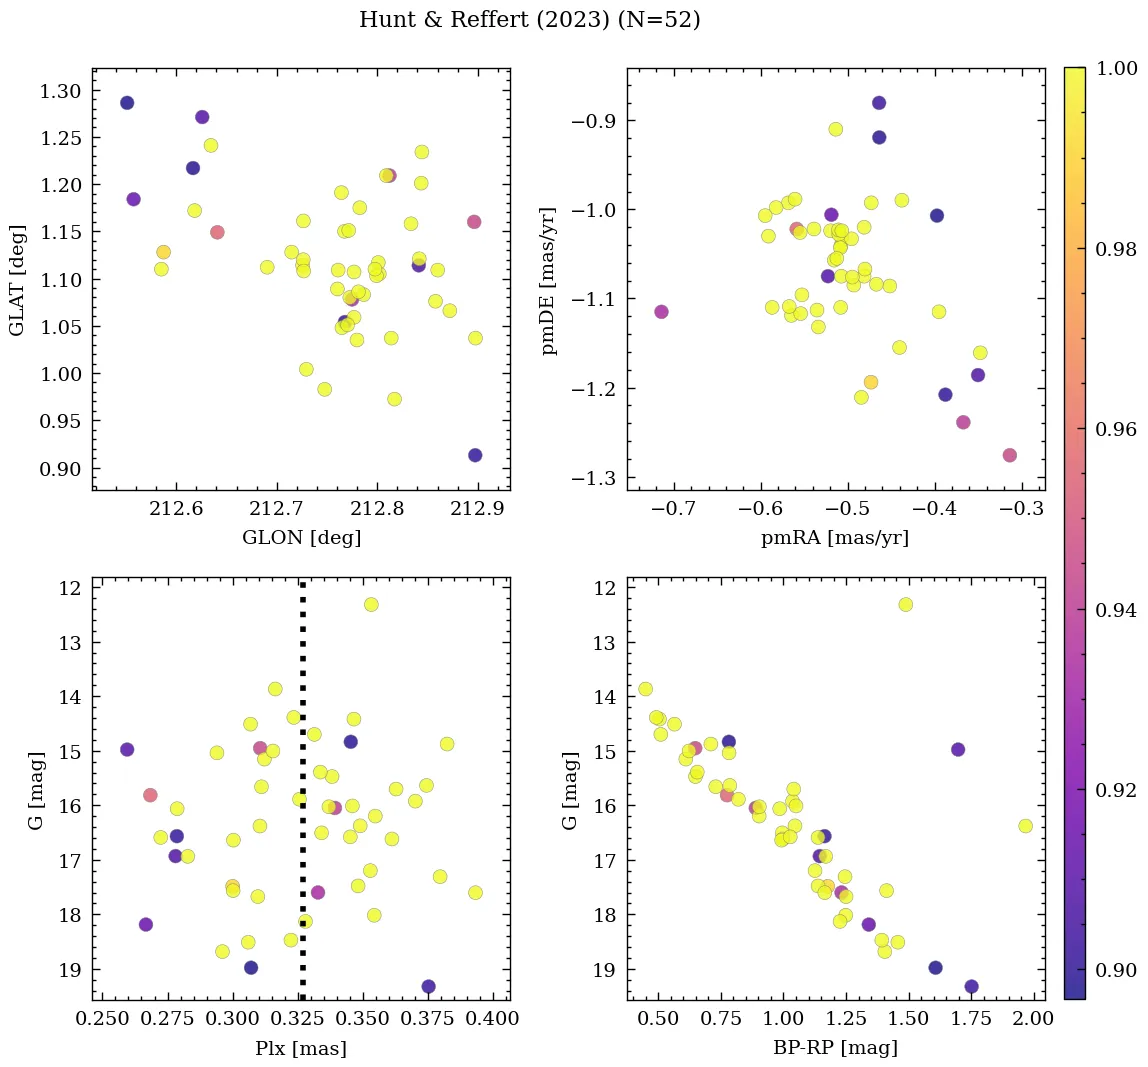 Hunt & Reffert (2023) (N=52)
1.30
1.25
1.20
1.15
1.10
1.05
1.00
0.95
0.90
GLAT [deg]
212.6 212.7 212.8 212.9
GLON [deg]
−0.9
−1.0
−1.1
−1.2
−1.3
pmDE [mas/yr]
−0.7 −0.6 −0.5 −0.4 −0.3
pmRA [mas/yr]
12
13
14
15
16
17
18
19
G [mag]
0.250 0.275 0.300 0.325 0.350 0.375 0.400
Plx [mas]
12
13
14
15
16
17
18
19
G [mag]
0.50 0.75 1.00 1.25 1.50 1.75 2.00
BP-RP [mag]
1.00
0.98
0.96
0.94
0.92
0.90